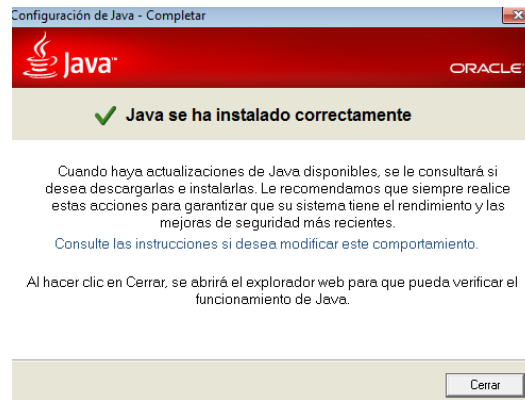 Configuración de Java - Completar
Java™
ORACLE
Java se ha instalado correctamente
Cuando haya actualizaciones de Java disponibles, se le consultará si
desea descargarlas e instalarlas. Le recomendamos que siempre realice
estas acciones para garantizar que su sistema tiene el rendimiento y las
mejoras de seguridad más recientes.
Consulte las instrucciones si desea modificar este comportamiento.
Al hacer clic en Cerrar, se abrirá el explorador web para que pueda verificar el
funcionamiento de Java.
Cerrar